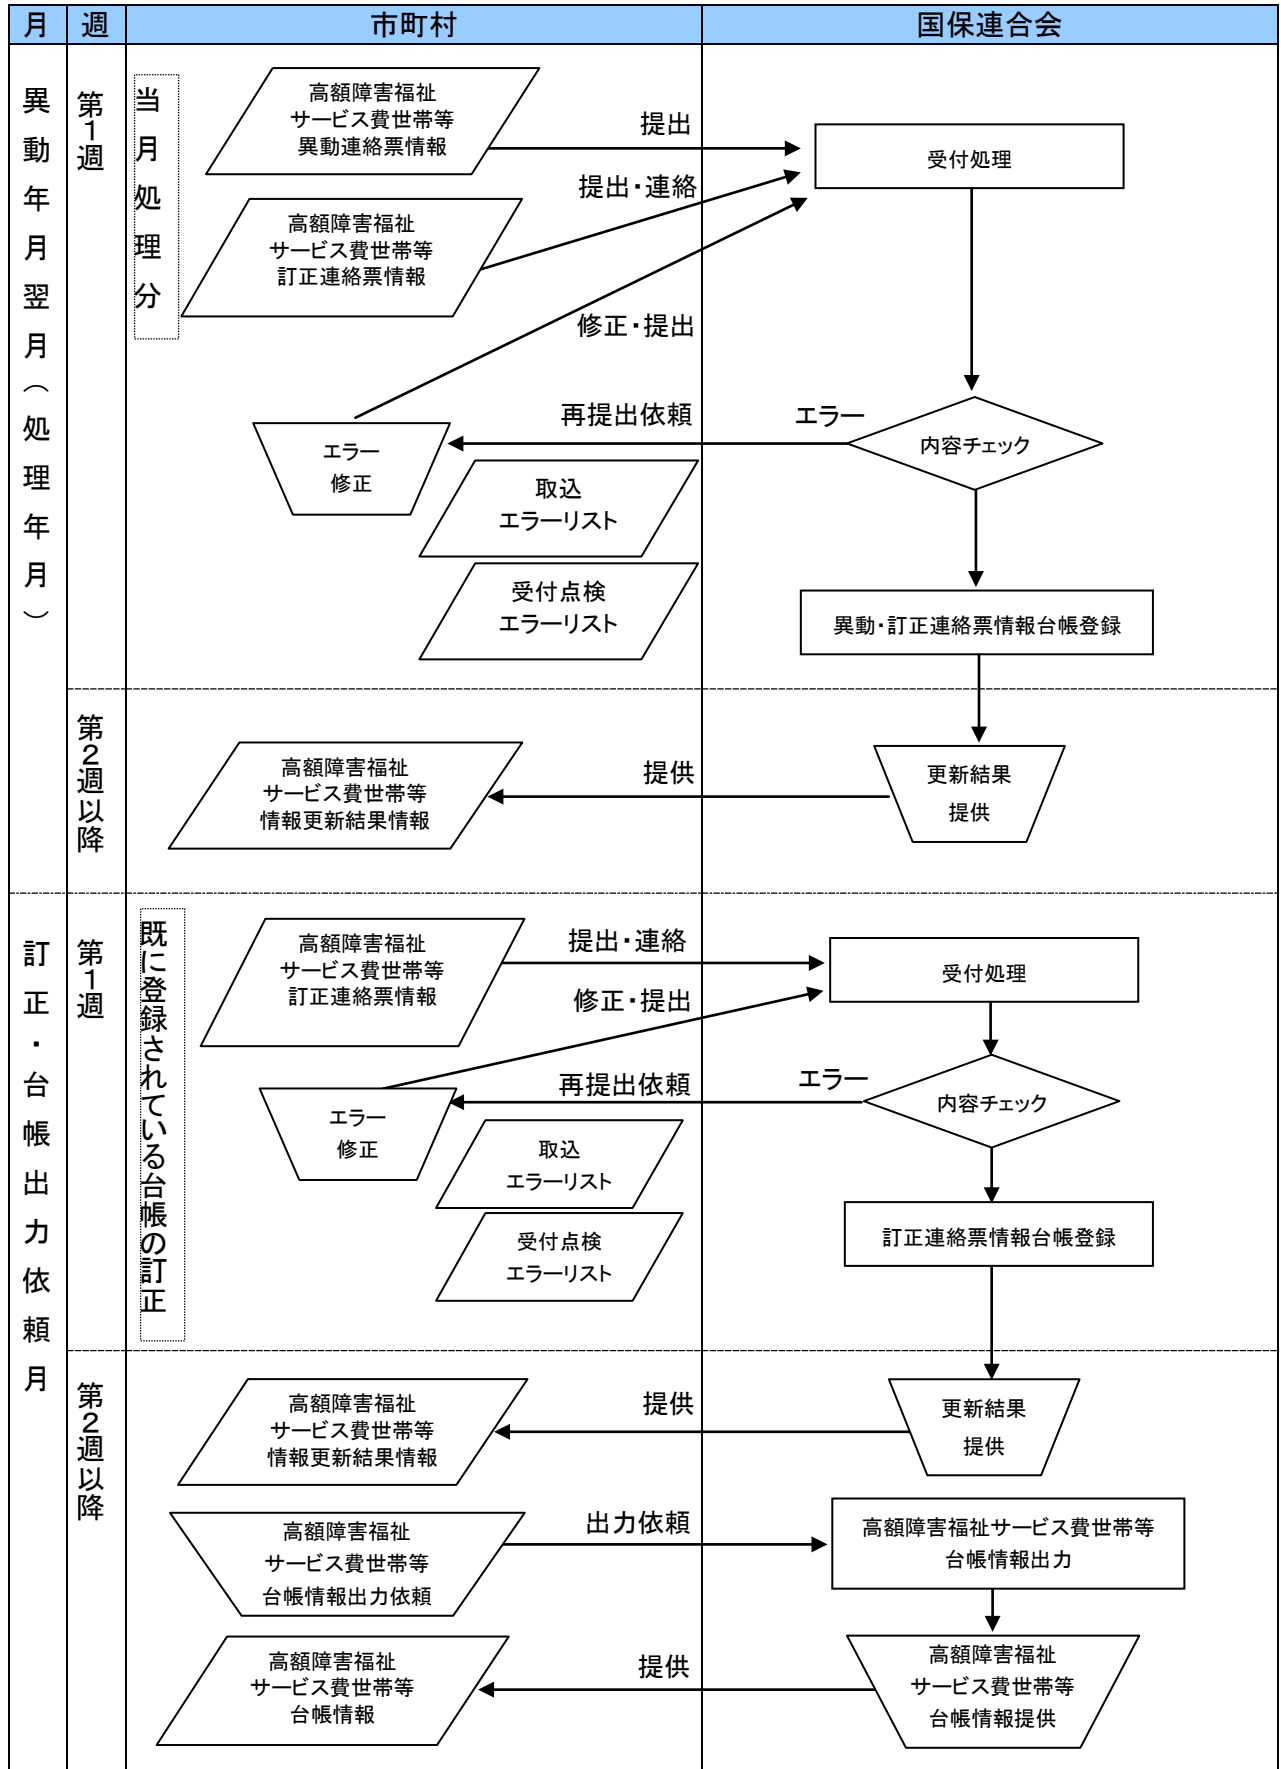 月
週
市町村
国保連合会
異動年月翌月（処理年月）
第1週
当月処理分
高額障害福祉
サービス費世帯等
異動連絡票情報
提出
受付処理
提出・連絡
高額障害福祉
サービス費世帯等
訂正連絡票情報
修正・提出
再提出依頼
エラー
内容チェック
エラー
修正
取込
エラーリスト
受付点検
エラーリスト
異動・訂正連絡票情報台帳登録
第2週以降
高額障害福祉
サービス費世帯等
情報更新結果情報
提供
更新結果
提供
訂正・台帳出力依頼月
第1週
既に登録されている台帳の訂正
高額障害福祉
サービス費世帯等
訂正連絡票情報
提出・連絡
受付処理
修正・提出
再提出依頼
エラー
内容チェック
エラー
修正
取込
エラーリスト
受付点検
エラーリスト
訂正連絡票情報台帳登録
第2週以降
高額障害福祉
サービス費世帯等
情報更新結果情報
提供
更新結果
提供
高額障害福祉
サービス費世帯等
台帳情報出力依頼
出力依頼
高額障害福祉サービス費世帯等
台帳情報出力
高額障害福祉
サービス費世帯等
台帳情報
提供
高額障害福祉
サービス費世帯等
台帳情報提供